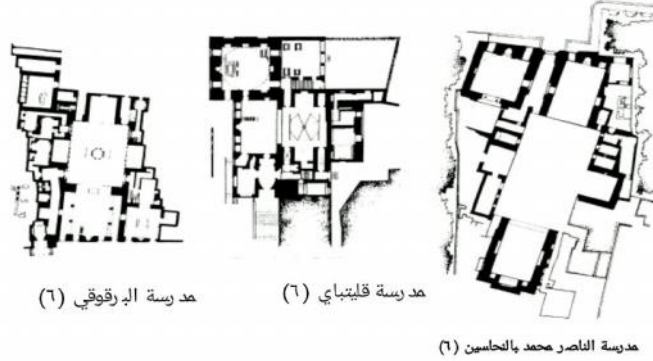 مدرسة البرقوقي (٦)
مدرسة قليتباي (٦)
مدرسة الناصر محمد بالنحاسين (٦)